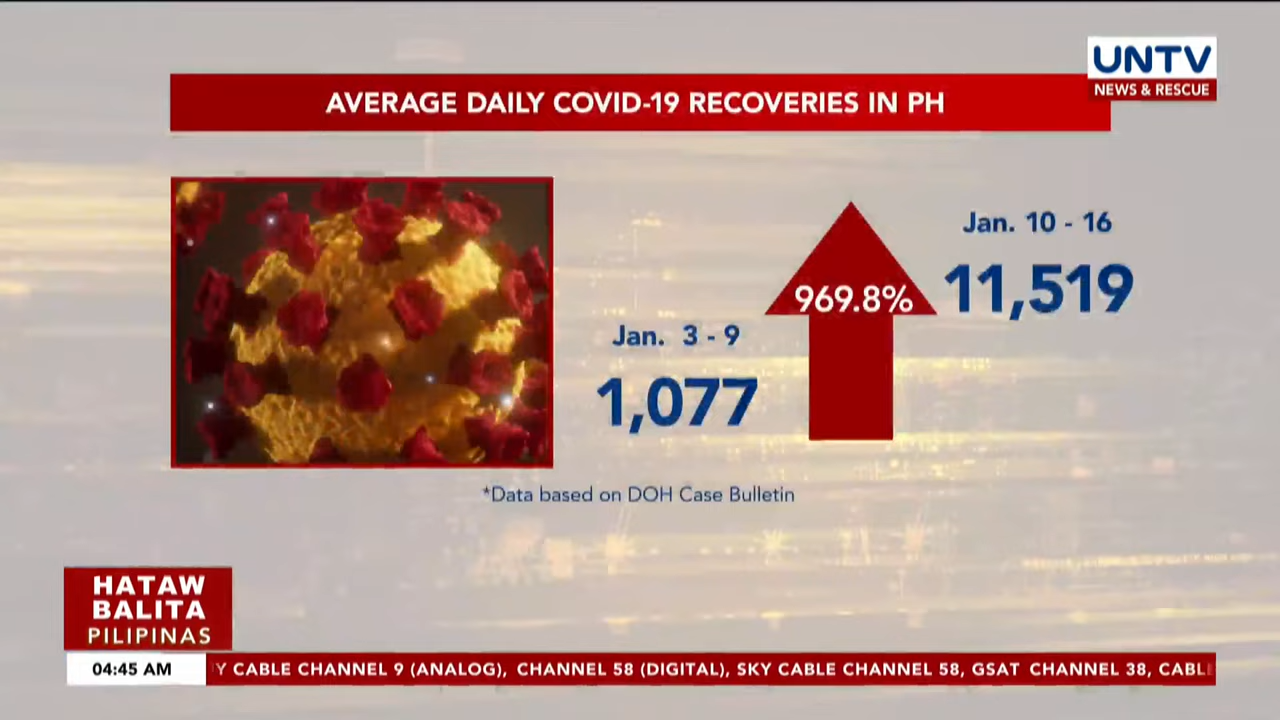 UNTV
NEWS & RESCUE
AVERAGE DAILY COVID-19 RECOVERIES IN PH
Jan. 3 - 9
1,077
969.8%
Jan. 10 - 16
11,519
*Data based on DOH Case Bulletin
HATAW
BALITA
PILIPINAS
04:45 AM
Y CABLE CHANNEL 9 (ANALOG), CHANNEL 58 (DIGITAL), SKY CABLE CHANNEL 58, GSAT CHANNEL 38, CABL